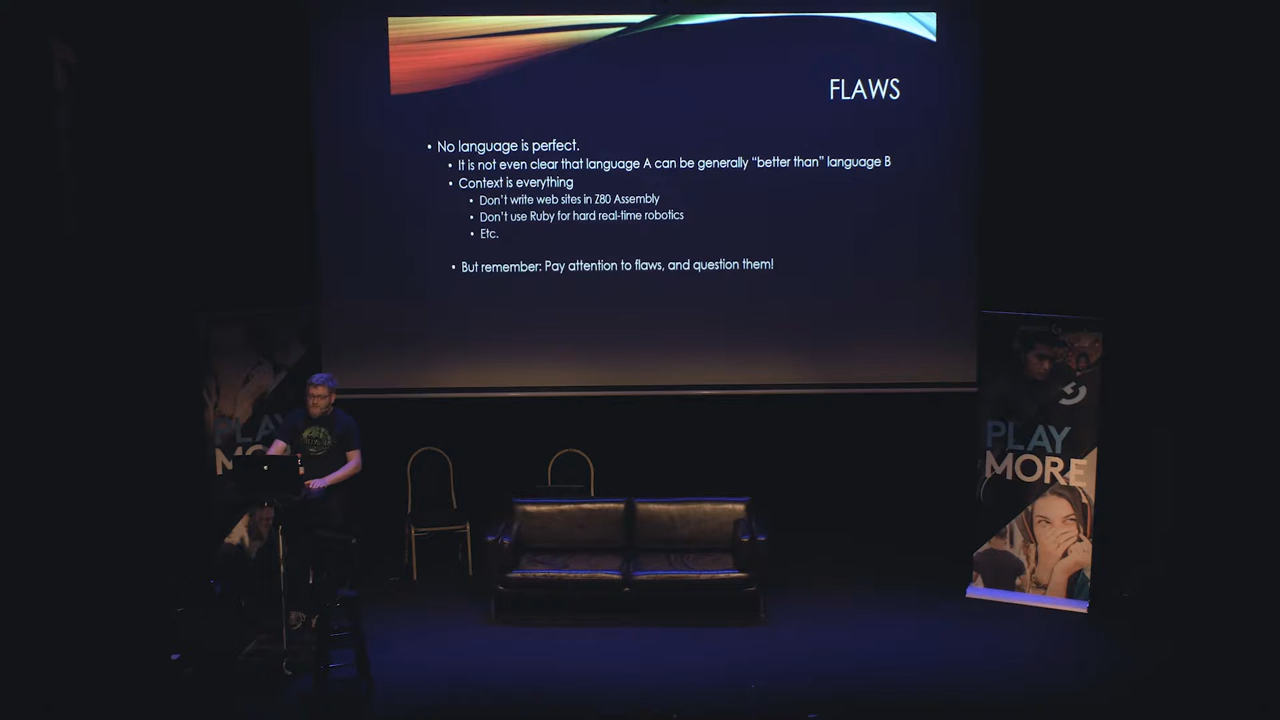 FLAWS
• No language is perfect.
• It is not even clear that language A can be generally “better than” language B
• Context is everything
• Don’t write web sites in Z80 Assembly
• Don’t use Ruby for hard real-time robotics
• Etc.
• But remember: Pay attention to flaws, and question them!
PLAY
MORE
PLAY
MORE